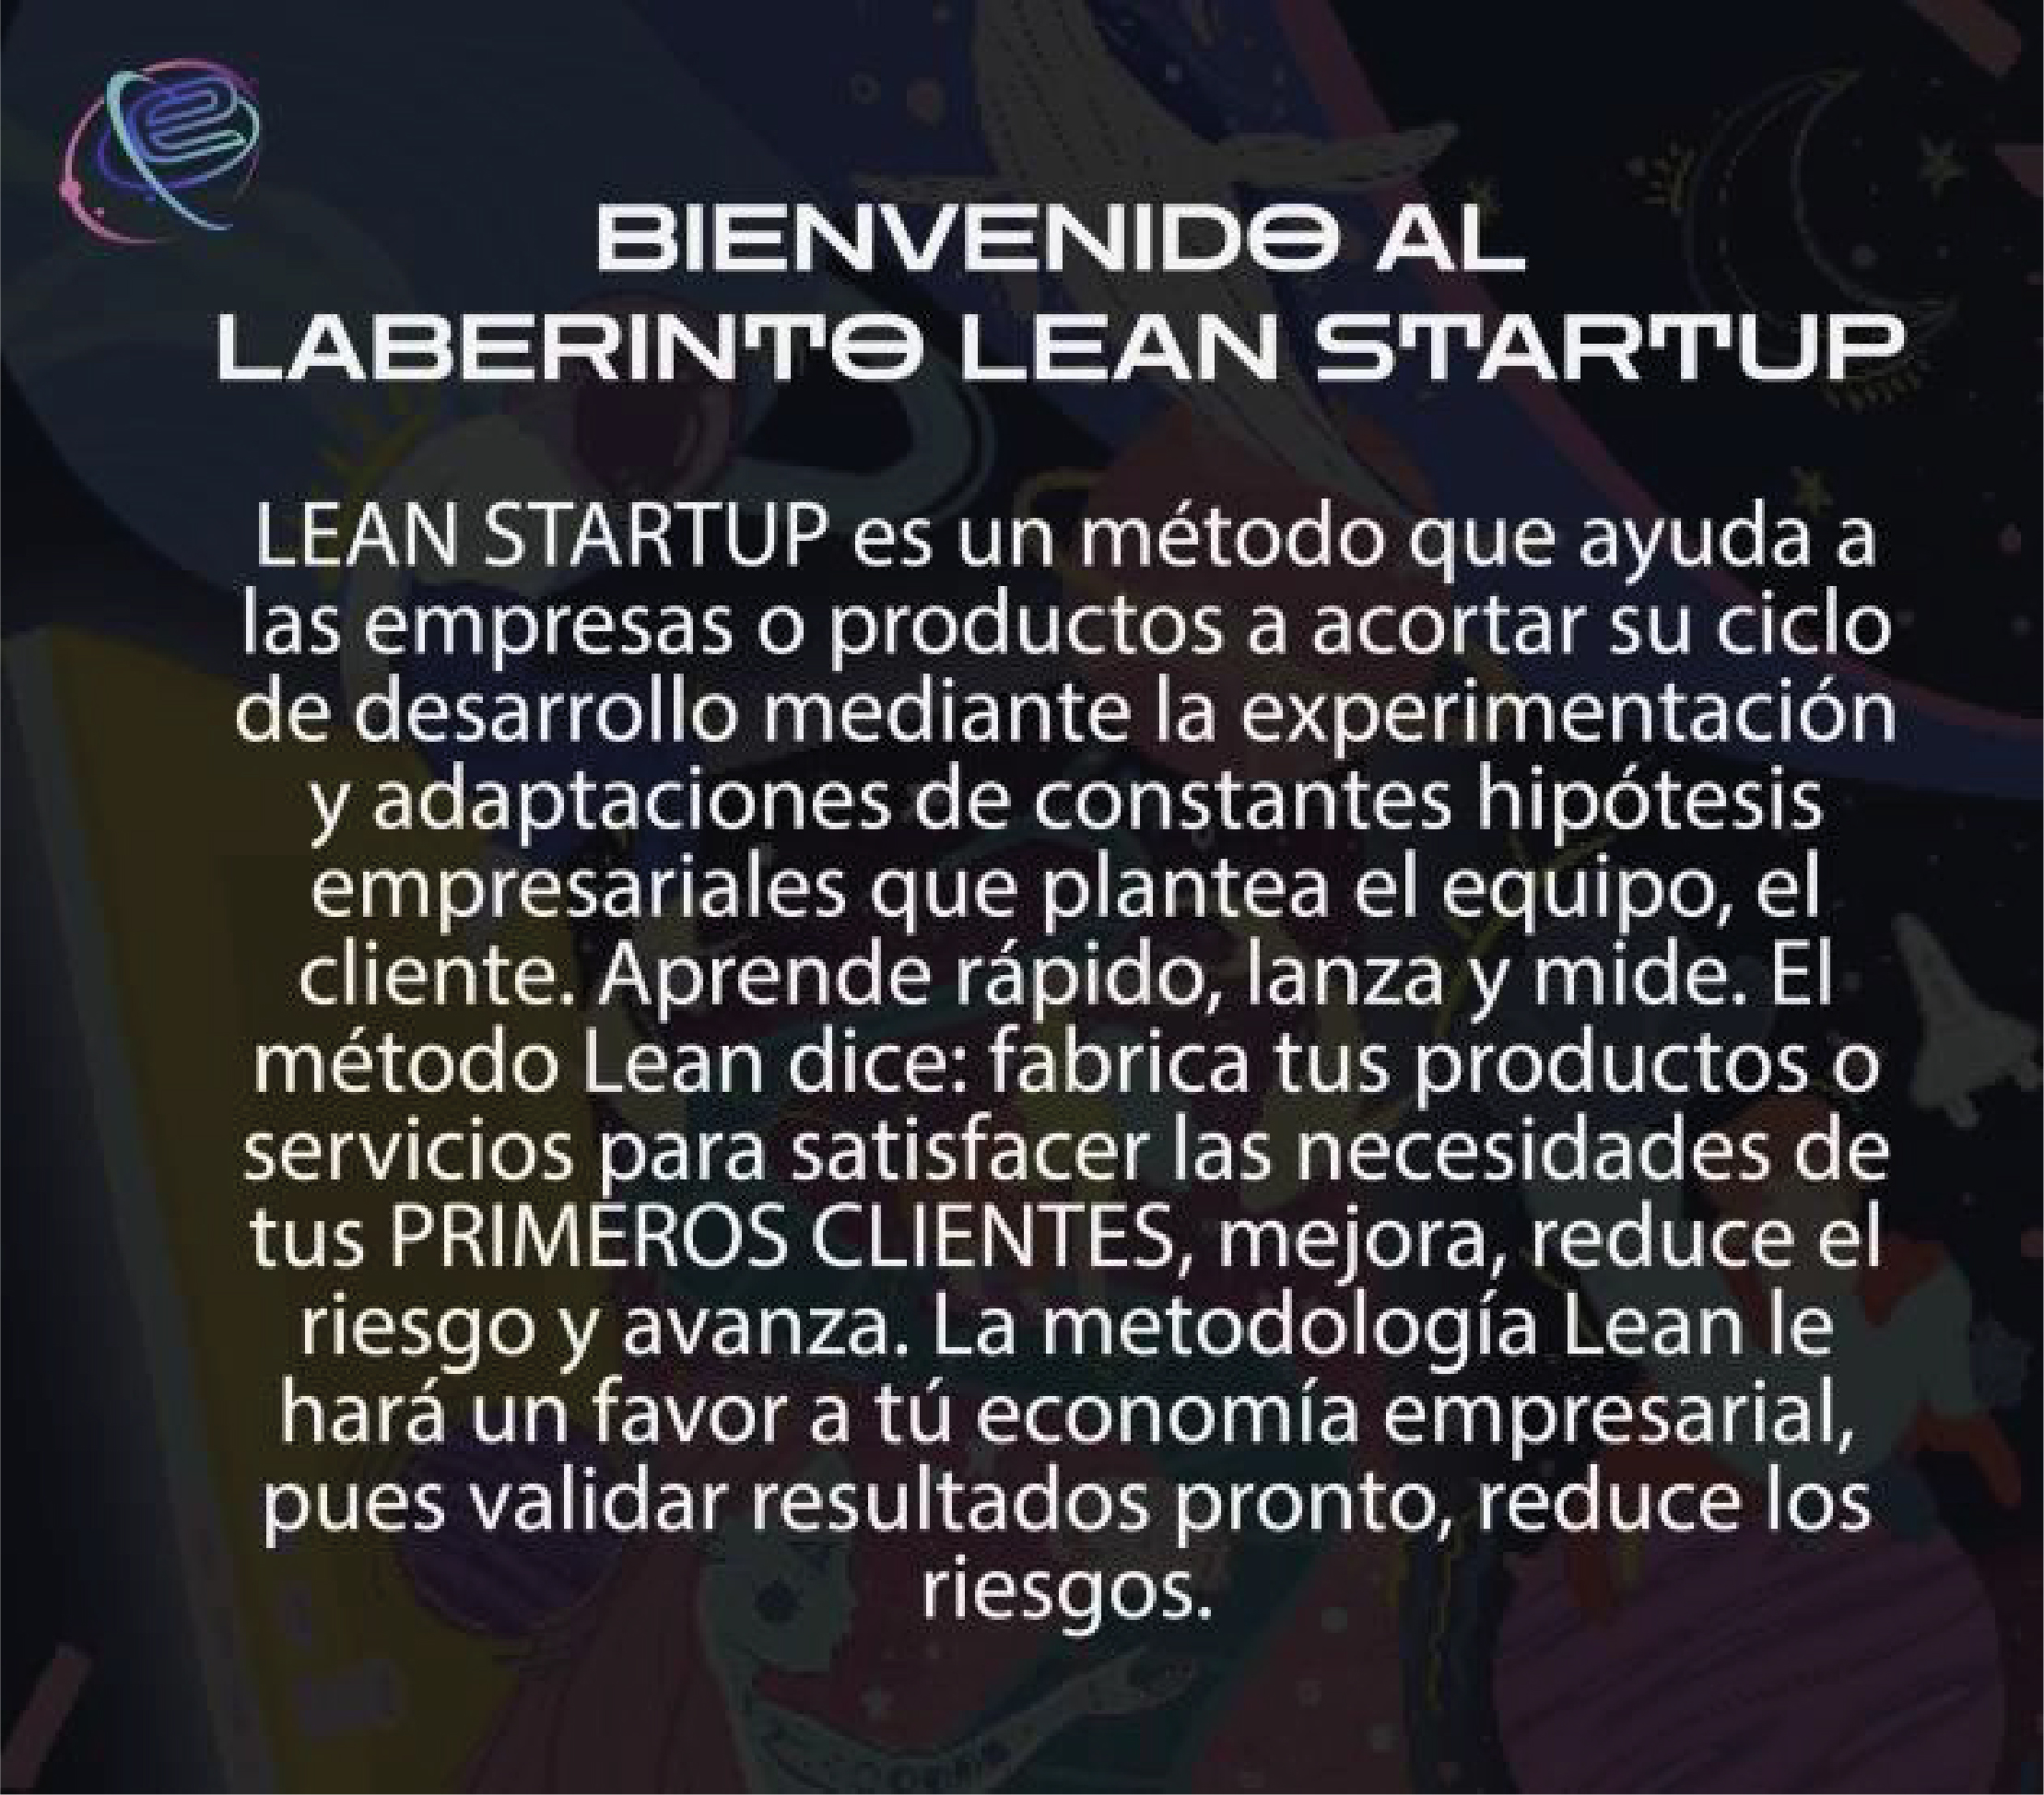 BIENVENIDO AL
LABERINTO LEAN STARTUP
LEAN STARTUP es un método que ayuda a
las empresas o productos a acortar su ciclo
de desarrollo mediante la experimentación
y adaptaciones de constantes hipótesis
empresariales que plantea el equipo, el
cliente. Aprende rápido, lanza y mide. El
método Lean dice: fabrica tus productos o
servicios para satisfacer las necesidades de
tus PRIMEROS CLIENTES, mejora, reduce el
riesgo y avanza. La metodología Lean le
hará un favor a tú economía empresarial,
pues validar resultados pronto, reduce los
riesgos.